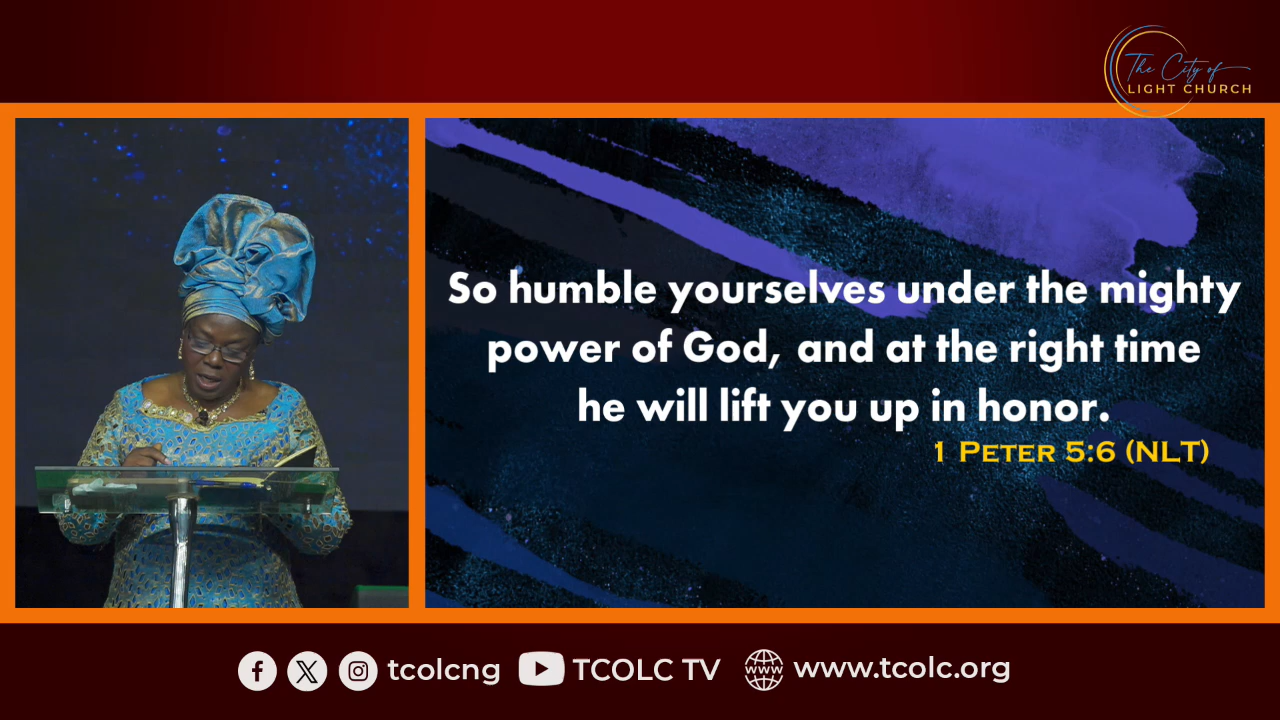 The City of
LIGHT CHURCH
So humble yourselves under the mighty
power of God, and at the right time
he will lift you up in honor.
1 PETER 5:6 (NLT)
tcolcng
TCOLC TV
www
www.tcolc.org